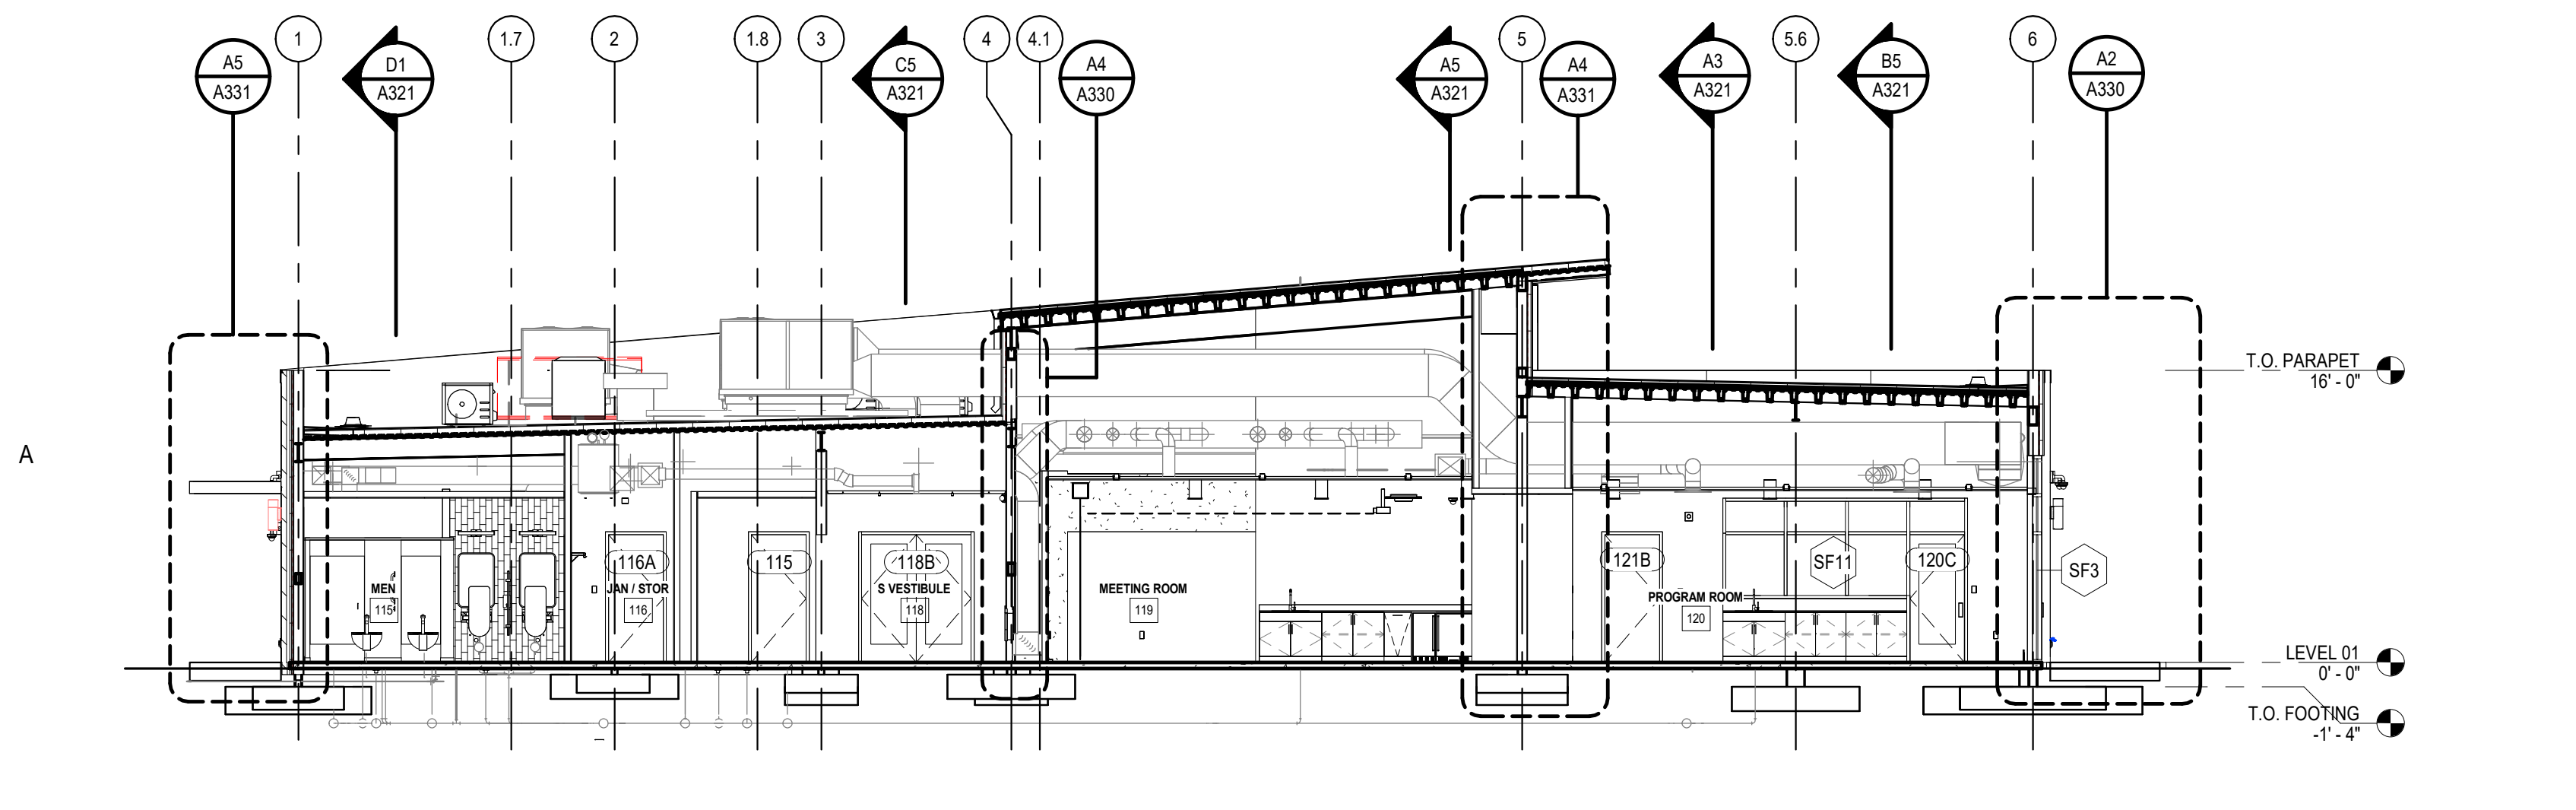 1
1.7
2
1.8
3
4
4.1
5
5.6
6
A5
A331
D1
A321
C5
A321
A4
A330
A5
A321
A4
A331
A3
A321
B5
A321
A2
A330
T.O. PARAPET
16' - 0"
A
116A
115
118B
121B
SF11
120C
SF3
MEN
115
JAN / STOR
116
S VESTIBULE
118
MEETING ROOM
119
PROGRAM ROOM
120
LEVEL 01
0' - 0"
T.O. FOOTING
-1' - 4"